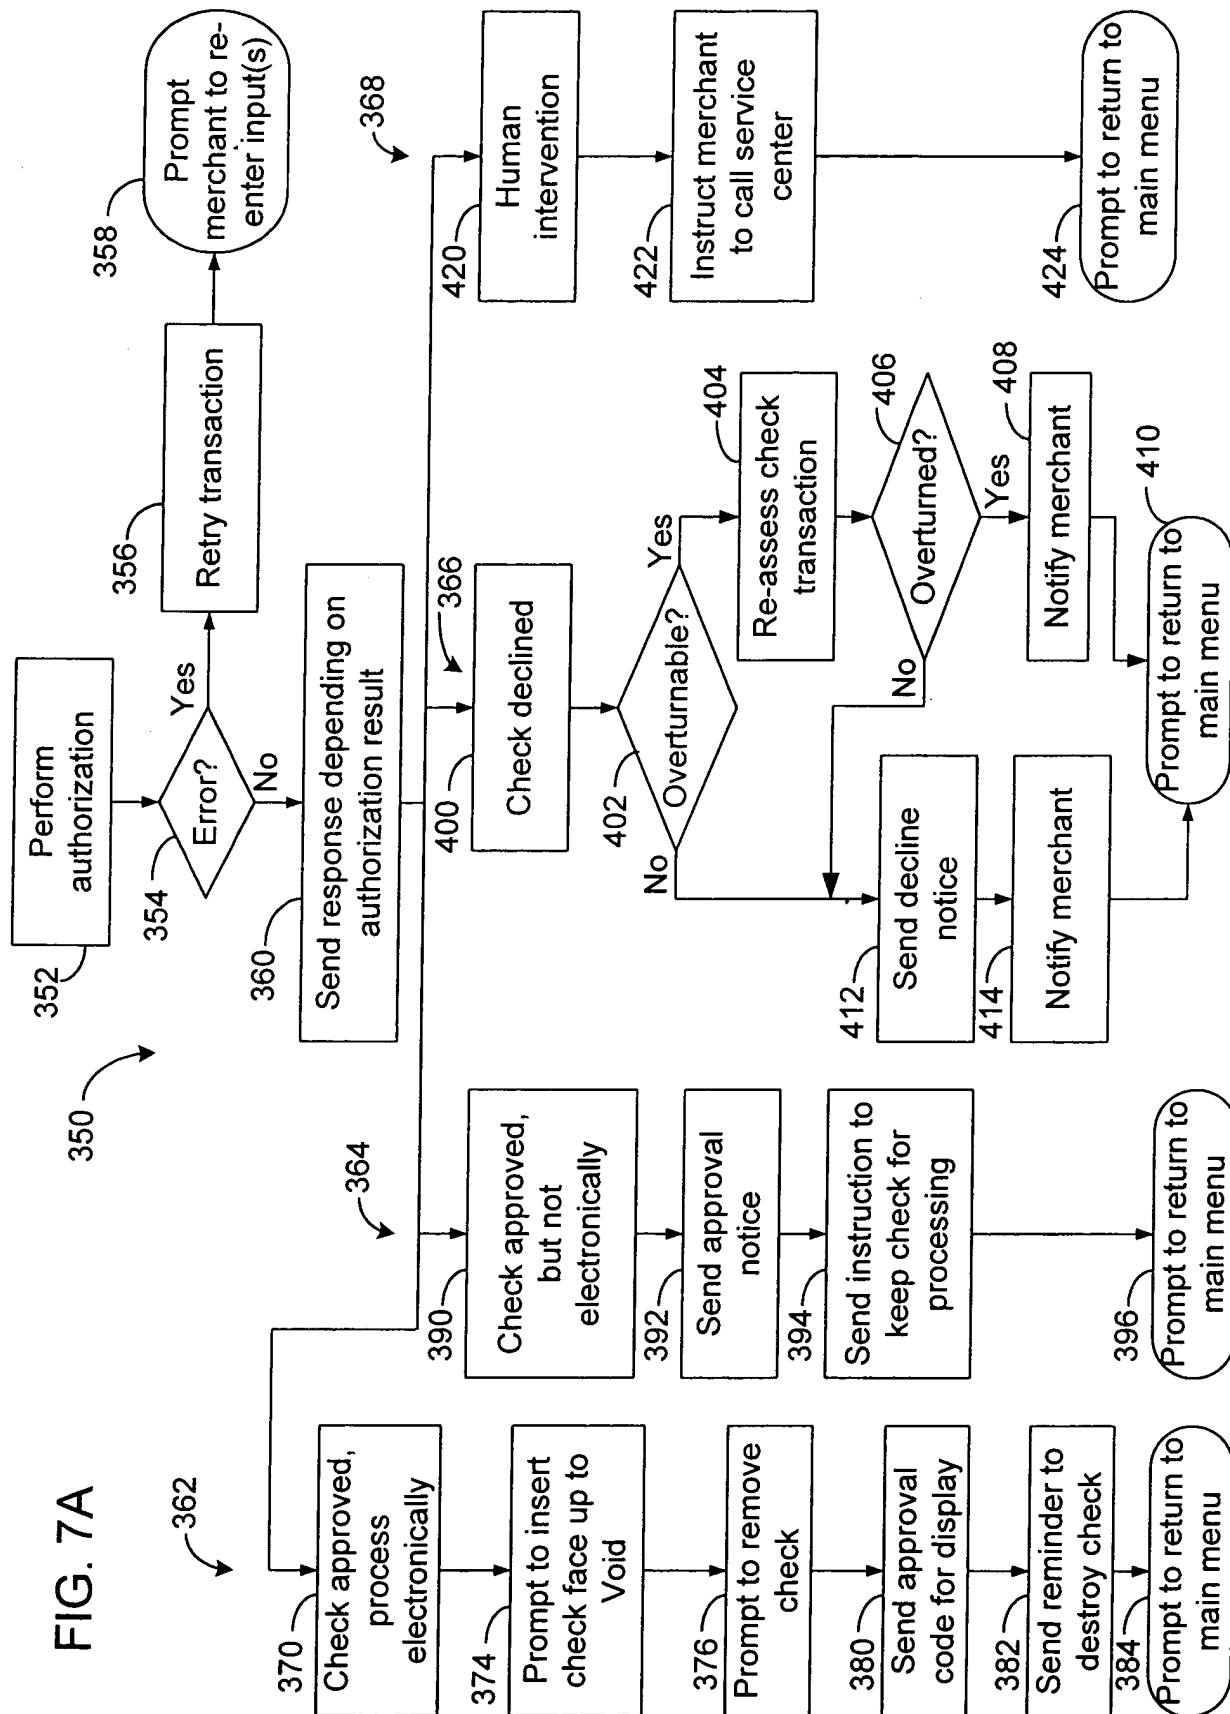 FIG. 7A
350
352
Perform
authorization
354
Error?
Yes
No
356
Retry transaction
358
Prompt
merchant to re-
enter input(s)
360
Send response depending on
authorization result
362
370
Check approved,
process
electronically
374
Prompt to insert
check face up to
Void
376
Prompt to remove
check
380
Send approval
code for display
382
Send reminder to
destroy check
384
Prompt to return to
main menu
364
390
Check approved,
but not
electronically
392
Send approval
notice
394
Send instruction to
keep check for
processing
396
Prompt to return to
main menu
366
400
Check declined
402
Overturnable?
Yes
No
404
Re-assess check
transaction
406
Overturned?
No
Yes
408
Notify merchant
410
Prompt to return to
main menu
412
Send decline
notice
414
Notify merchant
368
420
Human
intervention
422
Instruct merchant
to call service
center
424
Prompt to return to
main menu